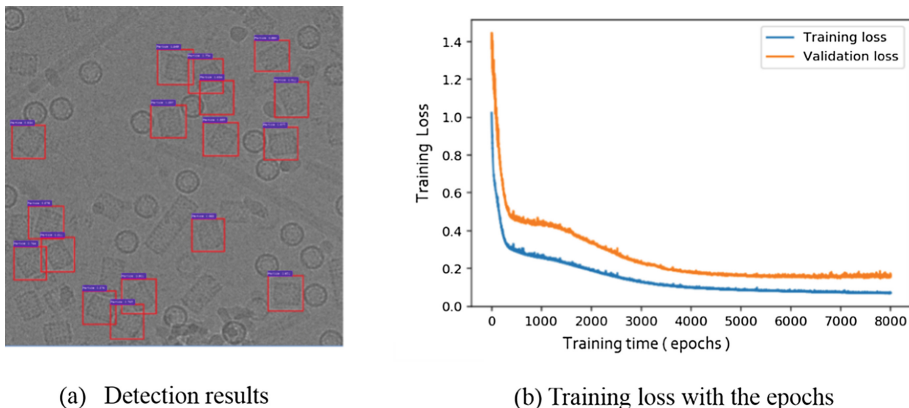 Training loss
Validation loss
Training Loss
1.4
1.2
1.0
0.8
0.6
0.4
0.2
0.0
0 1000 2000 3000 4000 5000 6000 7000 8000
Training time ( epochs )
(a) Detection results
(b) Training loss with the epochs